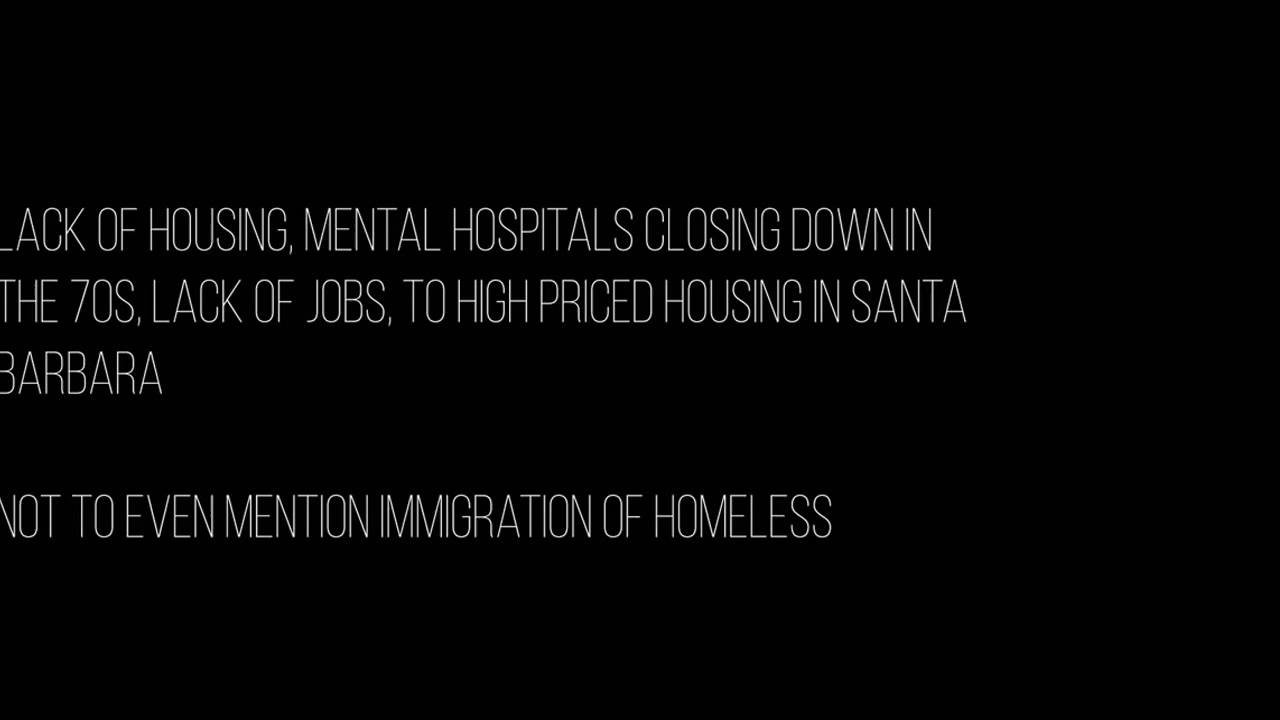 LACK OF HOUSING, MENTAL HOSPITALS CLOSING DOWN IN
THE 70S, LACK OF JOBS, TO HIGH PRICED HOUSING IN SANTA
BARBARA
NOT TO EVEN MENTION IMMIGRATION OF HOMELESS